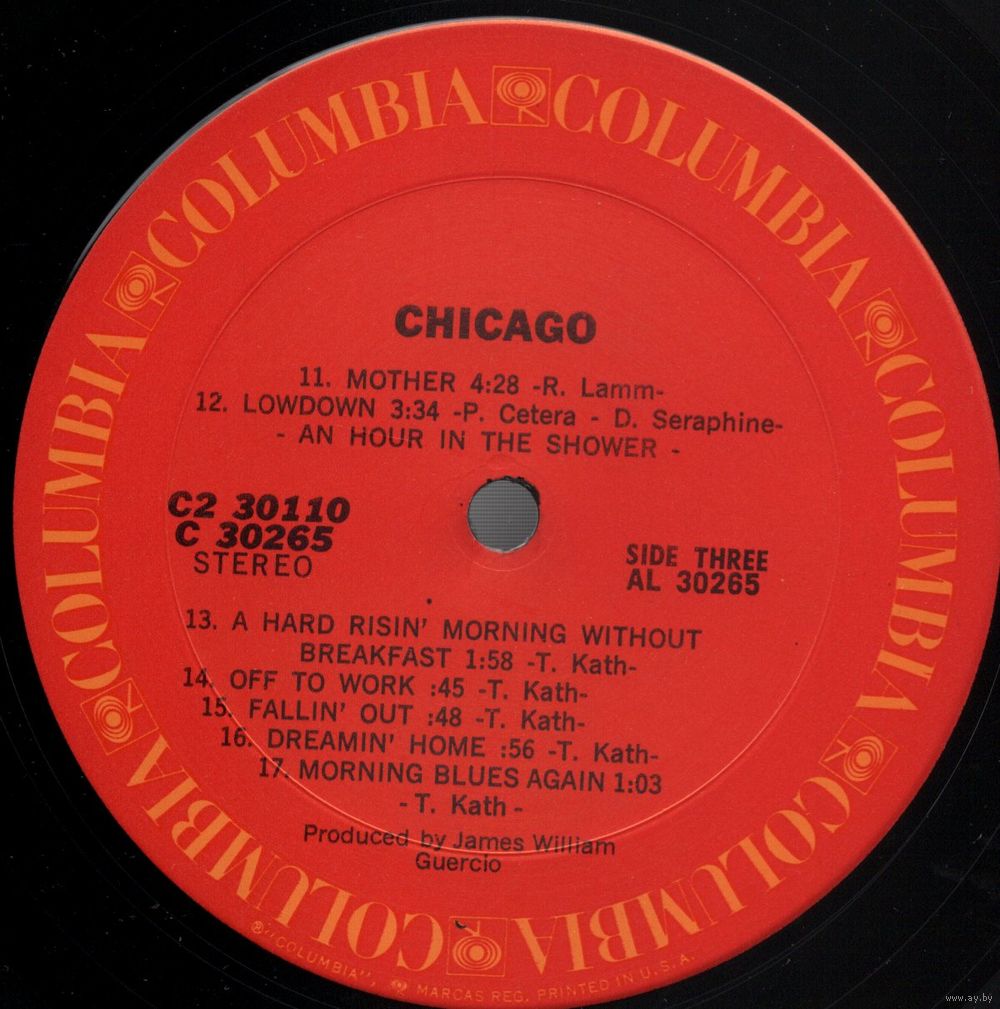 COLUMBIA COLUMBIA COLUMBIA COLUMBIA COLUMBIA COLUMBIA
CHICAGO
11. MOTHER 4:28 -R. Lamm-
12. LOWDOWN 3:34 -P. Cetera - D. Seraphine-
- AN HOUR IN THE SHOWER -
C2 30110
C 30265
STEREO
SIDE THREE
AL 30265
13. A HARD RISIN' MORNING WITHOUT
BREAKFAST 1:58 -T. Kath-
14. OFF TO WORK :45 -T. Kath-
15. FALLIN' OUT :48 -T. Kath-
16. DREAMIN' HOME :56 -T. Kath-
17. MORNING BLUES AGAIN 1:03
- T. Kath -
Produced by James William
Guercio
®"COLUMBIA", MARCAS REG. PRINTED IN U.S.A.
www.ay.by